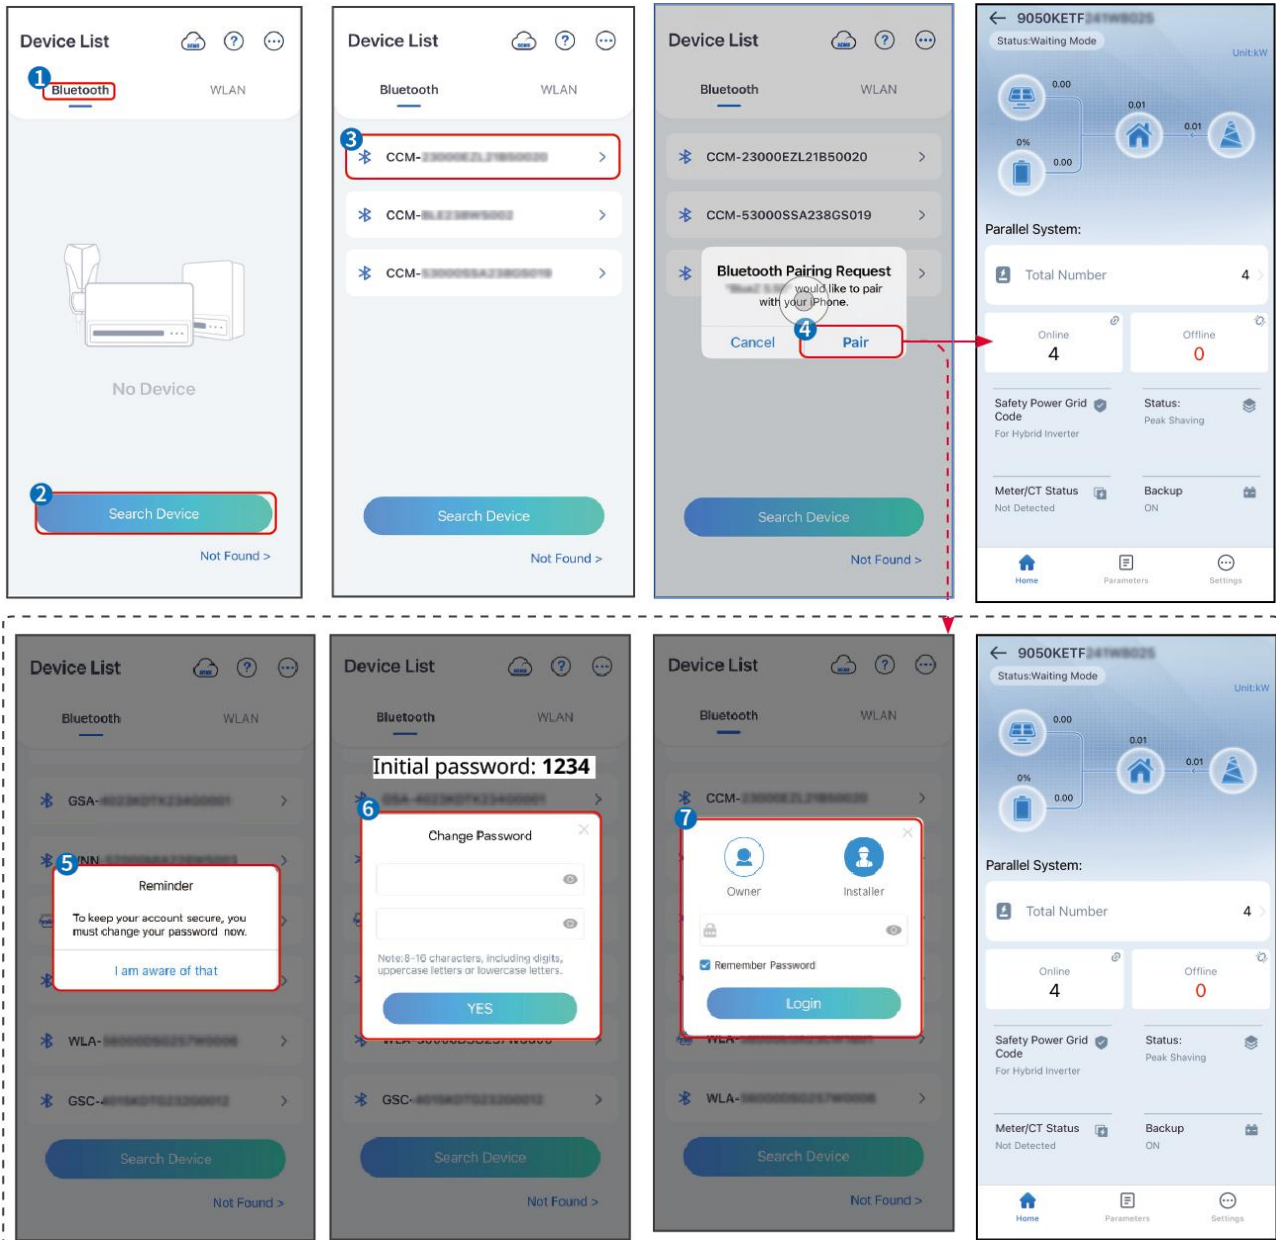 Device List
1
Bluetooth
WLAN
No Device
2
Search Device
Not Found >
Device List
Bluetooth
WLAN
3
CCM-
CCM-
CCM-
Search Device
Not Found >
Device List
Bluetooth
WLAN
CCM-23000EZL21B50020
CCM-53000SSA238GS019
Bluetooth Pairing Request
would like to pair
with your iPhone.
4
Cancel
Pair
Search Device
Not Found >
9050KETF
Status:Waiting Mode
Unit:kW
0.00
0.01
0.01
0%
0.00
Parallel System:
Total Number
4
Online
4
Offline
0
Safety Power Grid
Code
For Hybrid Inverter
Status:
Peak Shaving
Meter/CT Status
Not Detected
Backup
ON
Home
Parameters
Settings
Device List
Bluetooth
WLAN
GSA-
5
Reminder
To keep your account secure, you
must change your password now.
I am aware of that
WLA-
GSC-
Search Device
Not Found >
Device List
Bluetooth
WLAN
Initial password: 1234
6
Change Password
Note:8-16 characters, including digits,
uppercase letters or lowercase letters.
YES
GSC-
Search Device
Not Found >
Device List
Bluetooth
WLAN
CCM-
7
Owner
Installer
Remember Password
Login
WLA-
WLA-
Search Device
Not Found >
9050KETF
Status:Waiting Mode
Unit:kW
0.00
0.01
0.01
0%
0.00
Parallel System:
Total Number
4
Online
4
Offline
0
Safety Power Grid
Code
For Hybrid Inverter
Status:
Peak Shaving
Meter/CT Status
Not Detected
Backup
ON
Home
Parameters
Settings